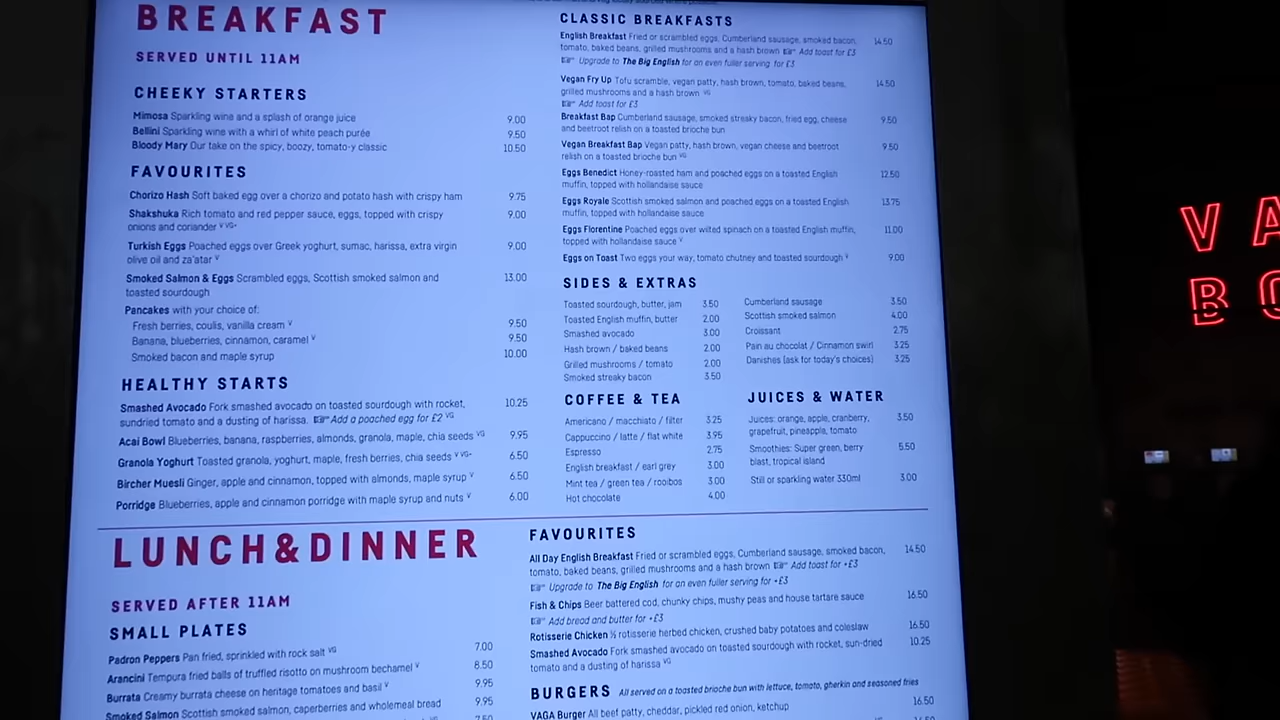 BREAKFAST
SERVED UNTIL 11AM
CHEEKY STARTERS
Mimosa Sparkling wine and a splash of orange juice 9.00
Bellini Sparkling wine with a whirl of white peach purée 9.50
Bloody Mary Our take on the spicy, boozy, tomato-y classic 10.50
FAVOURITES
Chorizo Hash Soft baked egg over a chorizo and potato hash with crispy ham 9.75
Shakshuka Rich tomato and red pepper sauce, eggs, topped with crispy 9.00
onions and coriander V VG+
Turkish Eggs Poached eggs over Greek yoghurt, sumac, harissa, extra virgin 9.00
olive oil and za'atar V
Smoked Salmon & Eggs Scrambled eggs, Scottish smoked salmon and 13.00
toasted sourdough
Pancakes with your choice of:
Fresh berries, coulis, vanilla cream V 9.50
Banana, blueberries, cinnamon, caramel V 9.50
Smoked bacon and maple syrup 10.00
HEALTHY STARTS
Smashed Avocado Fork smashed avocado on toasted sourdough with rocket, 10.25
sundried tomato and a dusting of harissa. Add a poached egg for £2 VG
Acai Bowl Blueberries, banana, raspberries, almonds, granola, maple, chia seeds VG 9.95
Granola Yoghurt Toasted granola, yoghurt, maple, fresh berries, chia seeds V VG+ 6.50
Bircher Muesli Ginger, apple and cinnamon, topped with almonds, maple syrup V 6.50
Porridge Blueberries, apple and cinnamon porridge with maple syrup and nuts V 6.00
CLASSIC BREAKFASTS
English Breakfast Fried or scrambled eggs, Cumberland sausage, smoked bacon, 14.50
tomato, baked beans, grilled mushrooms and a hash brown Add toast for £3
Upgrade to The Big English for an even fuller serving for £3
Vegan Fry Up Tofu scramble, vegan patty, hash brown, tomato, baked beans, 14.50
grilled mushrooms and a hash brown VG
Add toast for £3
Breakfast Bap Cumberland sausage, smoked streaky bacon, fried egg, cheese 9.50
and beetroot relish on a toasted brioche bun
Vegan Breakfast Bap Vegan patty, hash brown, vegan cheese and beetroot 9.50
relish on a toasted brioche bun VG
Eggs Benedict Honey-roasted ham and poached eggs on a toasted English 12.50
muffin, topped with hollandaise sauce
Eggs Royale Scottish smoked salmon and poached eggs on a toasted English 13.75
muffin, topped with hollandaise sauce
Eggs Florentine Poached eggs over wilted spinach on a toasted English muffin, 11.00
topped with hollandaise sauce V
Eggs on Toast Two eggs your way, tomato chutney and toasted sourdough V 9.00
SIDES & EXTRAS
Toasted sourdough, butter, jam 3.50
Toasted English muffin, butter 2.00
Smashed avocado 3.00
Hash brown / baked beans 2.00
Grilled mushrooms / tomato 2.00
Smoked streaky bacon 3.50
Cumberland sausage 3.50
Scottish smoked salmon 4.00
Croissant 2.75
Pain au chocolat / Cinnamon swirl 3.25
Danishes (ask for today's choices) 3.25
COFFEE & TEA
Americano / macchiato / filter 3.25
Cappuccino / latte / flat white 3.95
Espresso 2.75
English breakfast / earl grey 3.00
Mint tea / green tea / rooibos 3.00
Hot chocolate 4.00
JUICES & WATER
Juices: orange, apple, cranberry, 3.50
grapefruit, pineapple, tomato
Smoothies: Super green, berry 5.50
blast, tropical island
Still or sparkling water 330ml 3.00
LUNCH&DINNER
SERVED AFTER 11AM
SMALL PLATES
Padron Peppers Pan fried, sprinkled with rock salt VG 7.00
Arancini Tempura fried balls of truffled risotto on mushroom bechamel V 8.50
Burrata Creamy burrata cheese on heritage tomatoes and basil V 9.95
Smoked Salmon Scottish smoked salmon, caperberries and wholemeal bread 9.95
7.50
FAVOURITES
All Day English Breakfast Fried or scrambled eggs, Cumberland sausage, smoked bacon, 14.50
tomato, baked beans, grilled mushrooms and a hash brown Add toast for +£3
Upgrade to The Big English for an even fuller serving for +£3
Fish & Chips Beer battered cod, chunky chips, mushy peas and house tartare sauce 16.50
Add bread and butter for +£3
Rotisserie Chicken ½ rotisserie herbed chicken, crushed baby potatoes and coleslaw 16.50
Smashed Avocado Fork smashed avocado on toasted sourdough with rocket, sun-dried 10.25
tomato and a dusting of harissa VG
BURGERS All served on a toasted brioche bun with lettuce, tomato, gherkin and seasoned fries
VAGA Burger All beef patty, cheddar, pickled red onion, ketchup 16.50
VA
BO